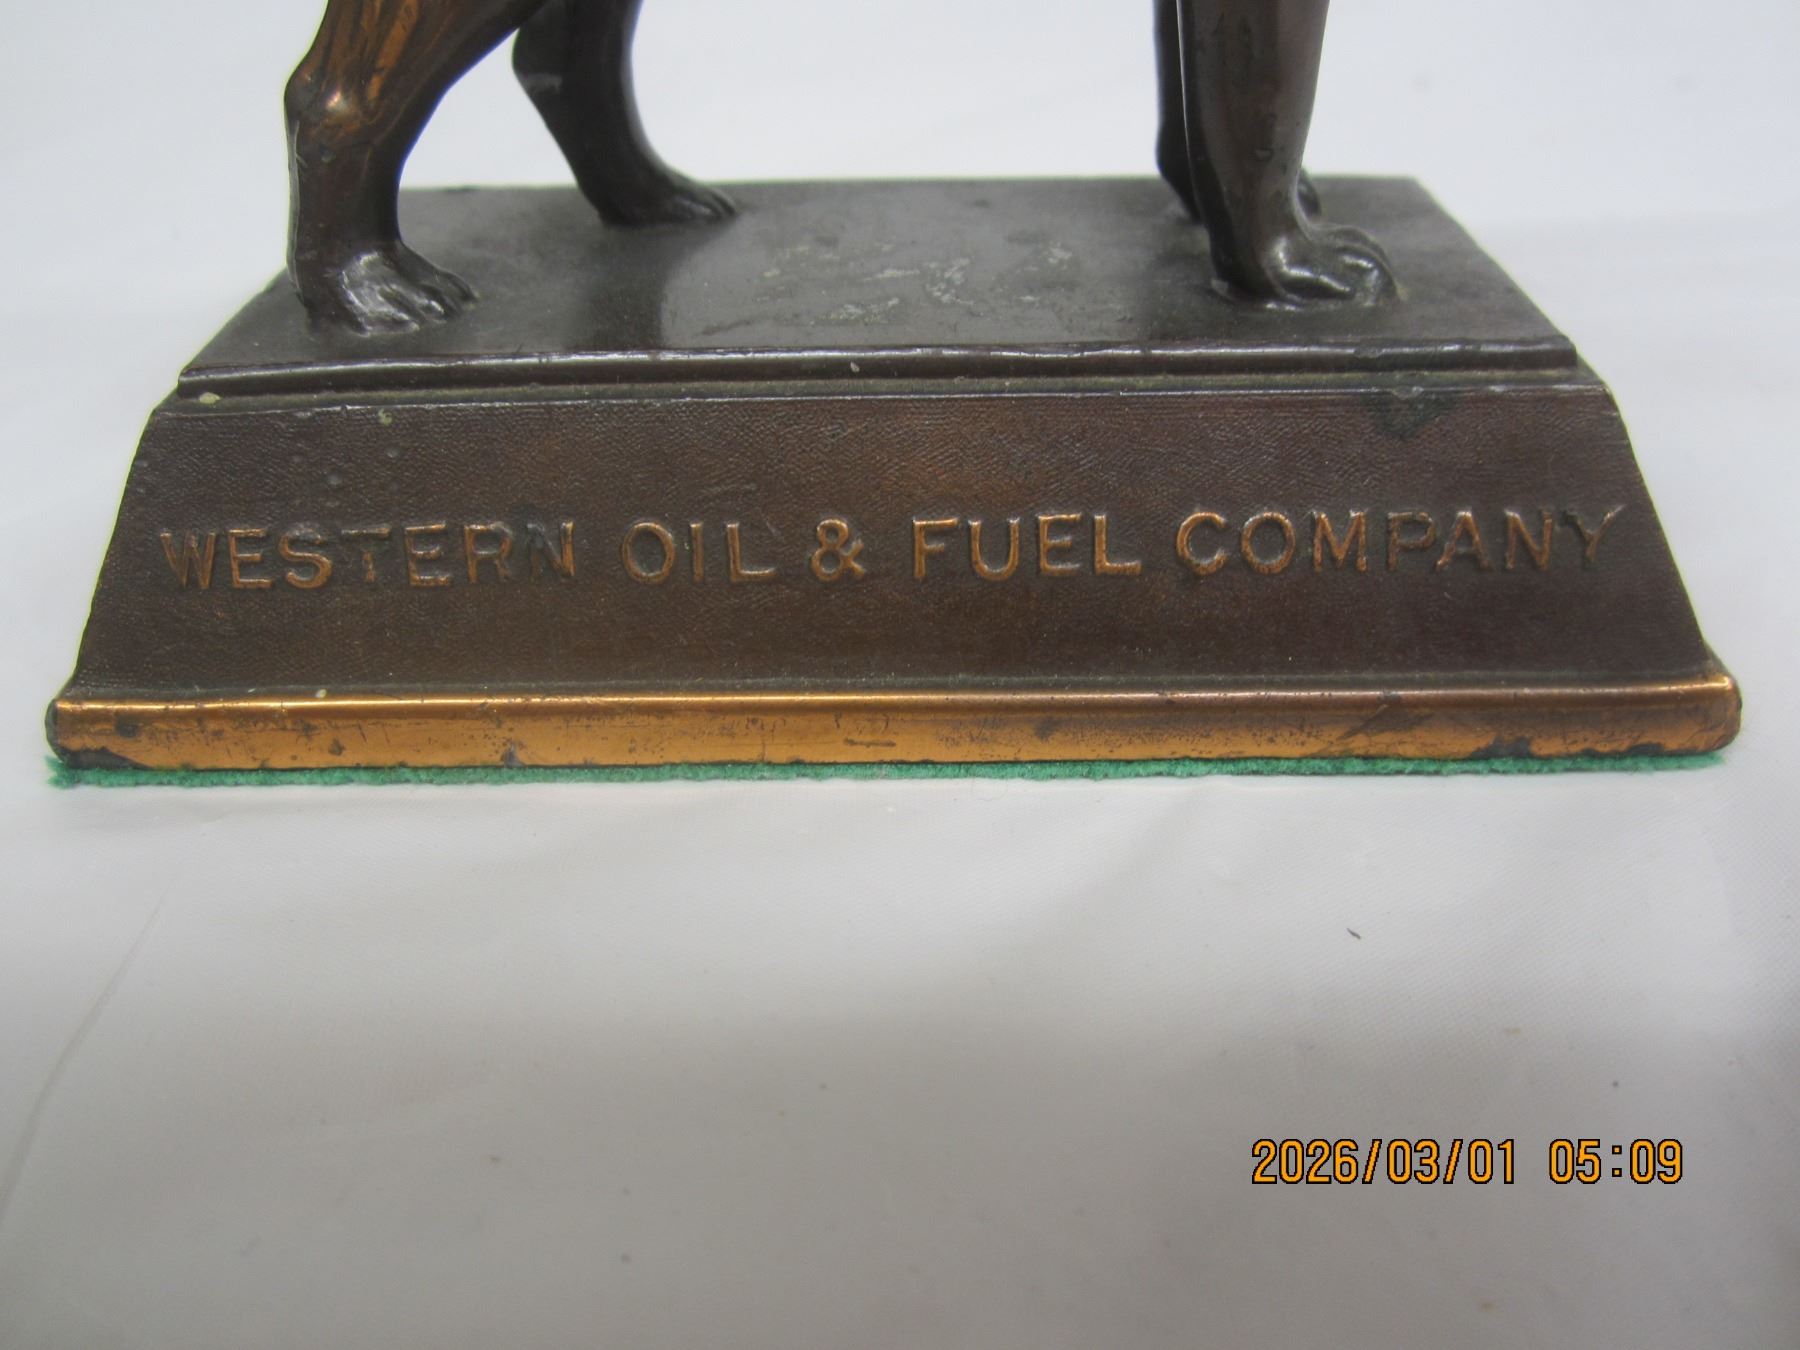 WESTERN OIL & FUEL COMPANY
2026/03/01 05:09